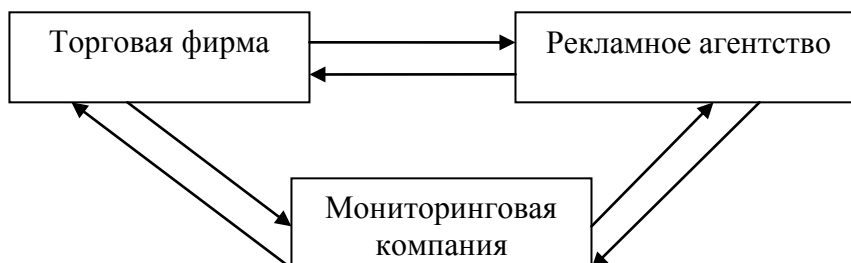 Торговая фирма
Рекламное агентство
Мониторинговая
компания